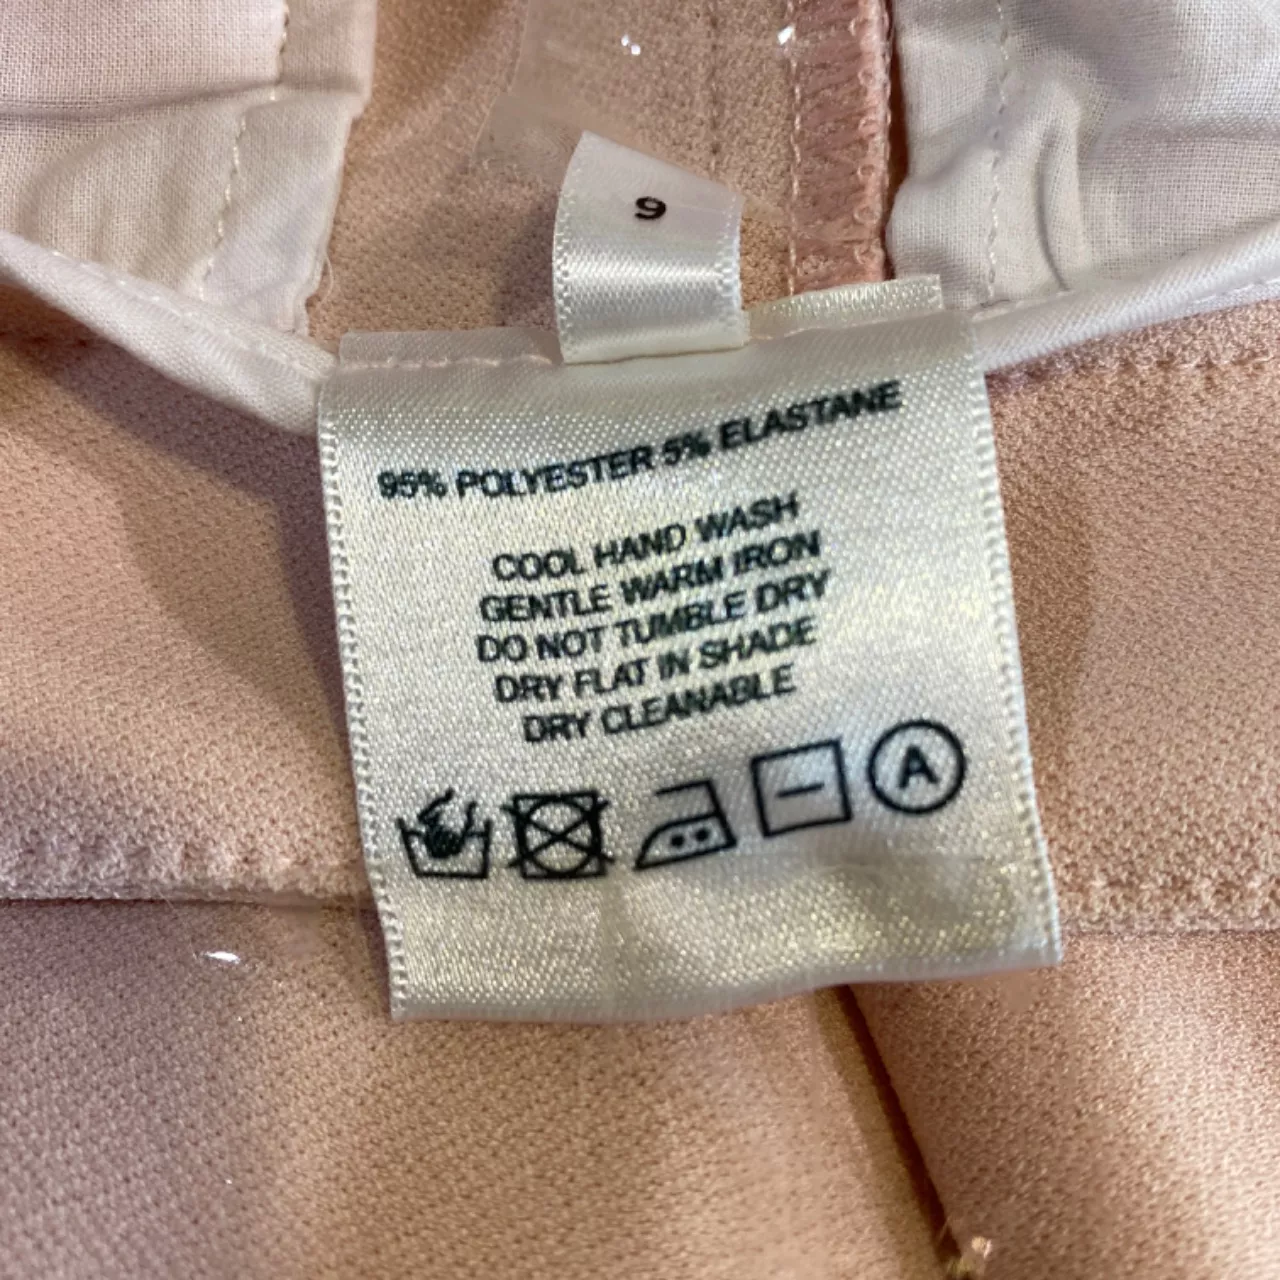 9
95% POLYESTER 5% ELASTANE
COOL HAND WASH
GENTLE WARM IRON
DO NOT TUMBLE DRY
DRY FLAT IN SHADE
DRY CLEANABLE
A